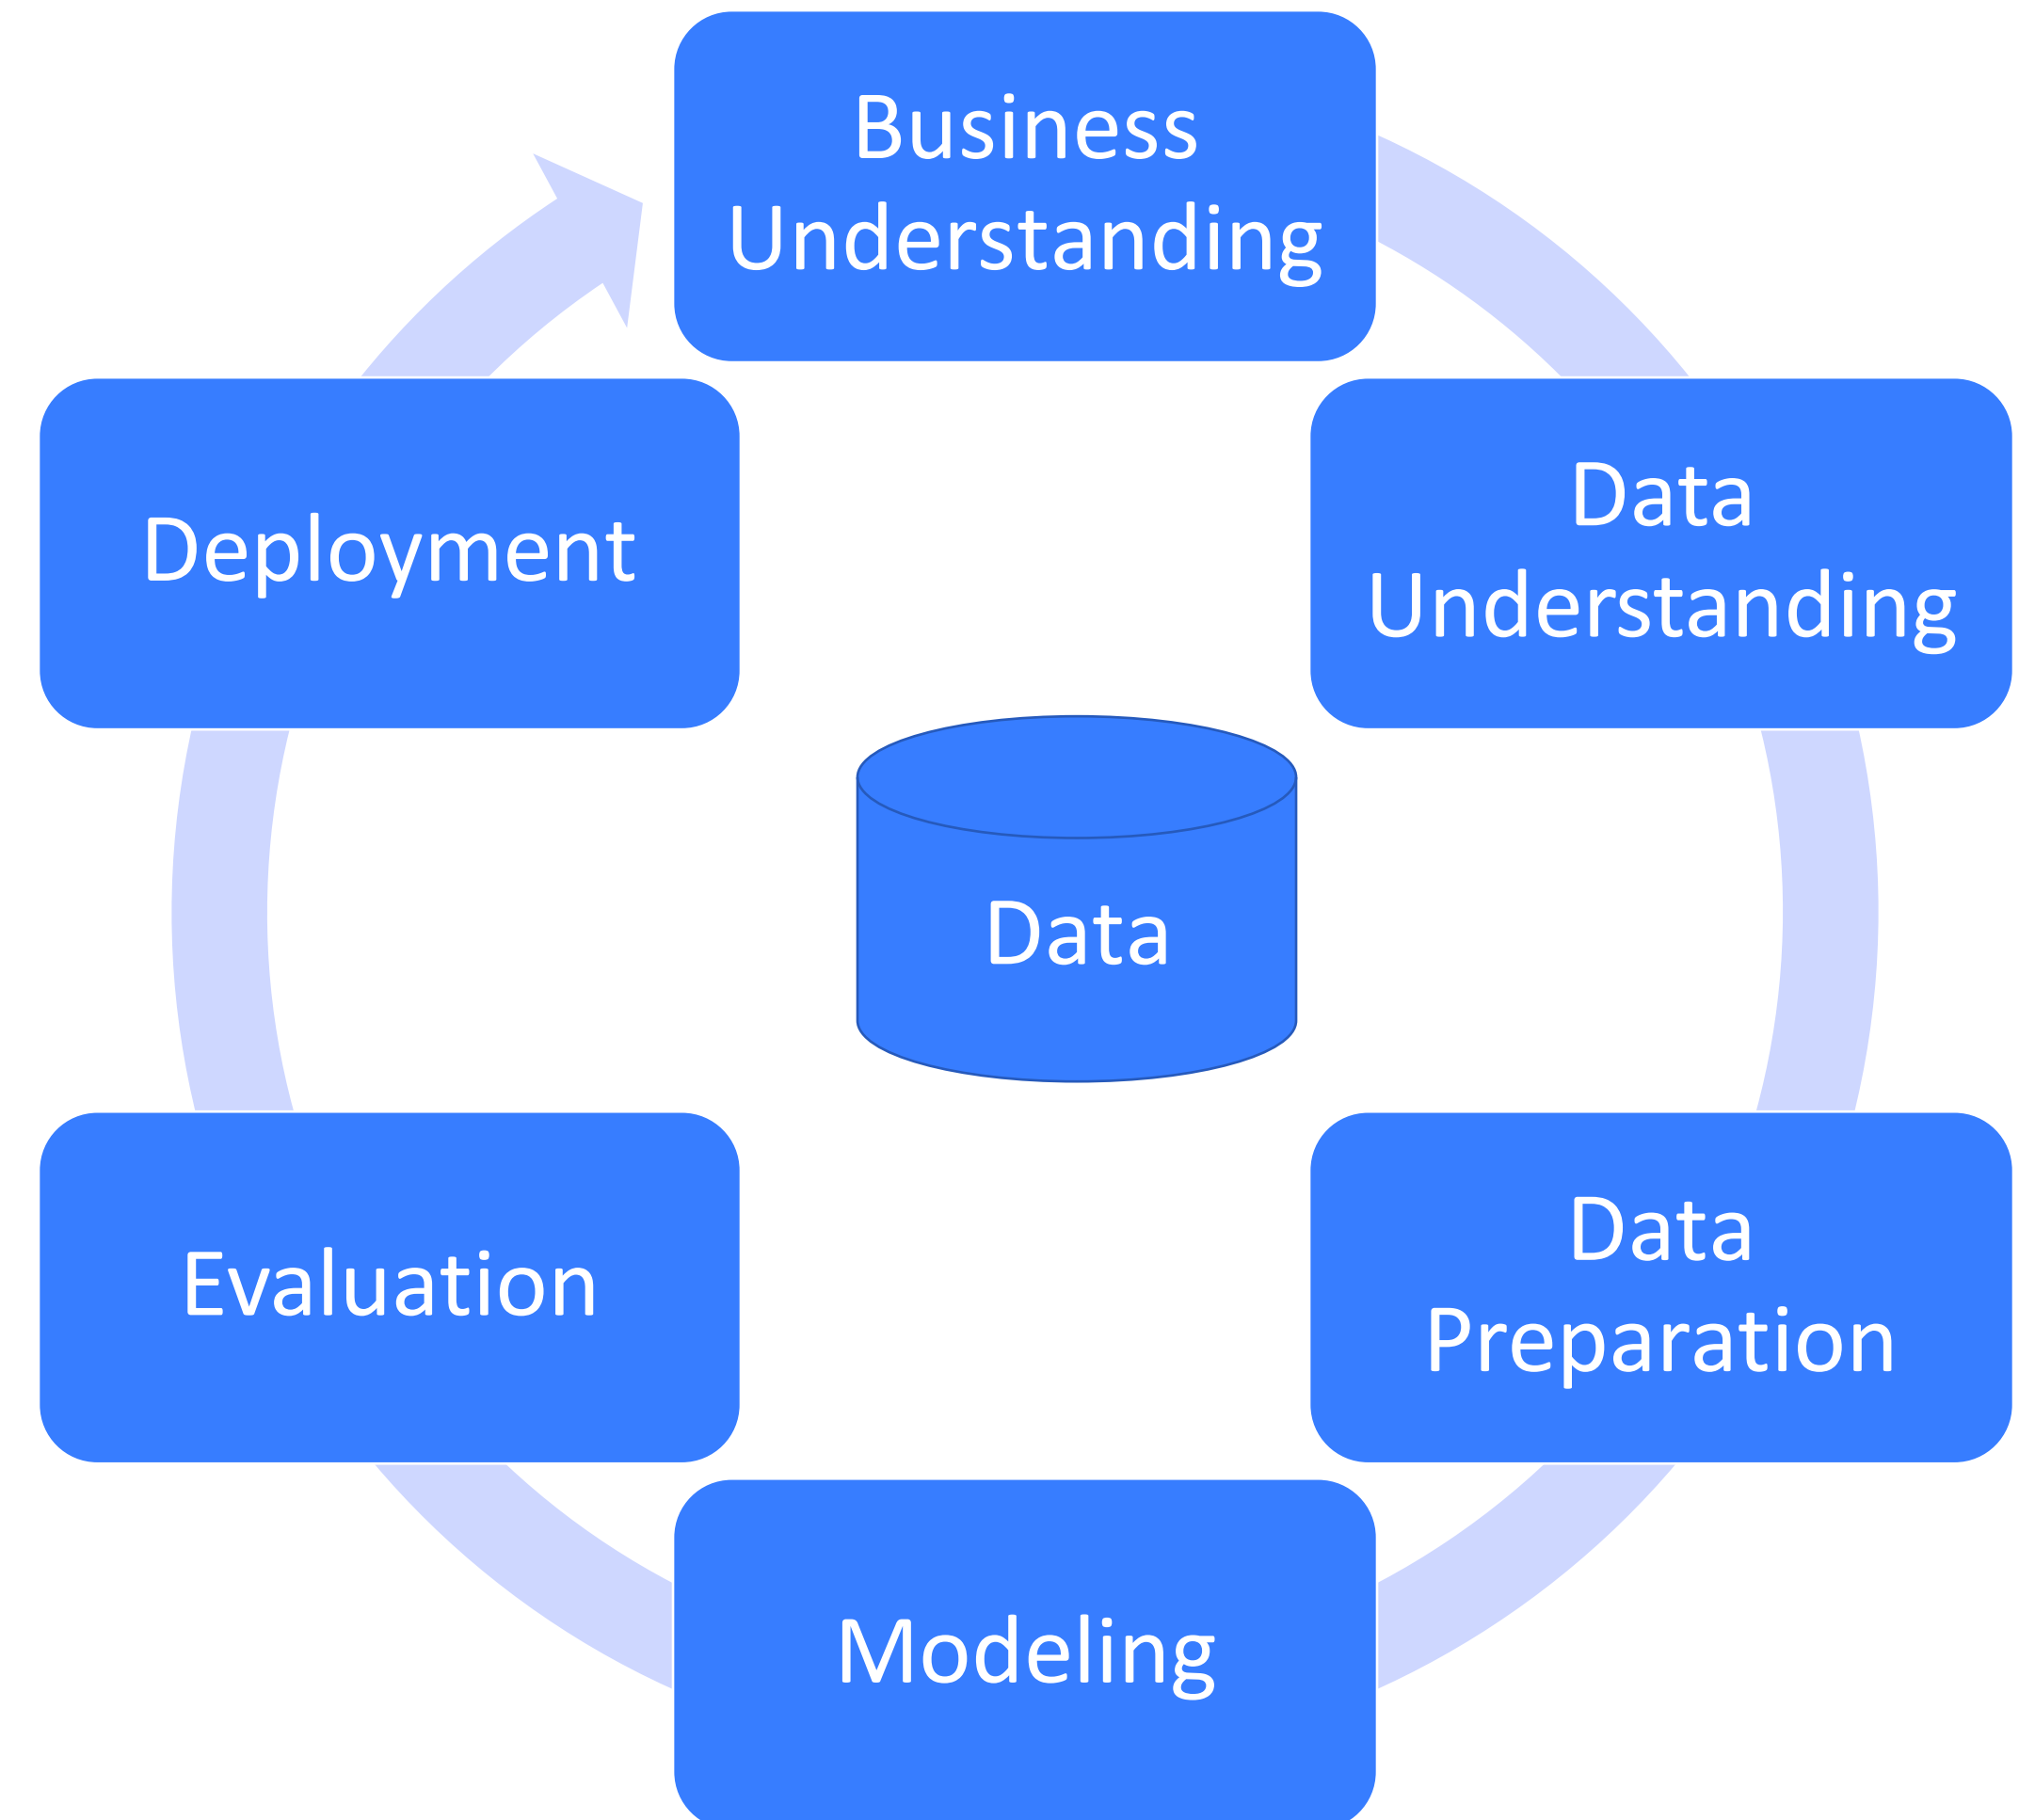 Business
Understanding
Data
Understanding
Data
Preparation
Modeling
Evaluation
Deployment
Data